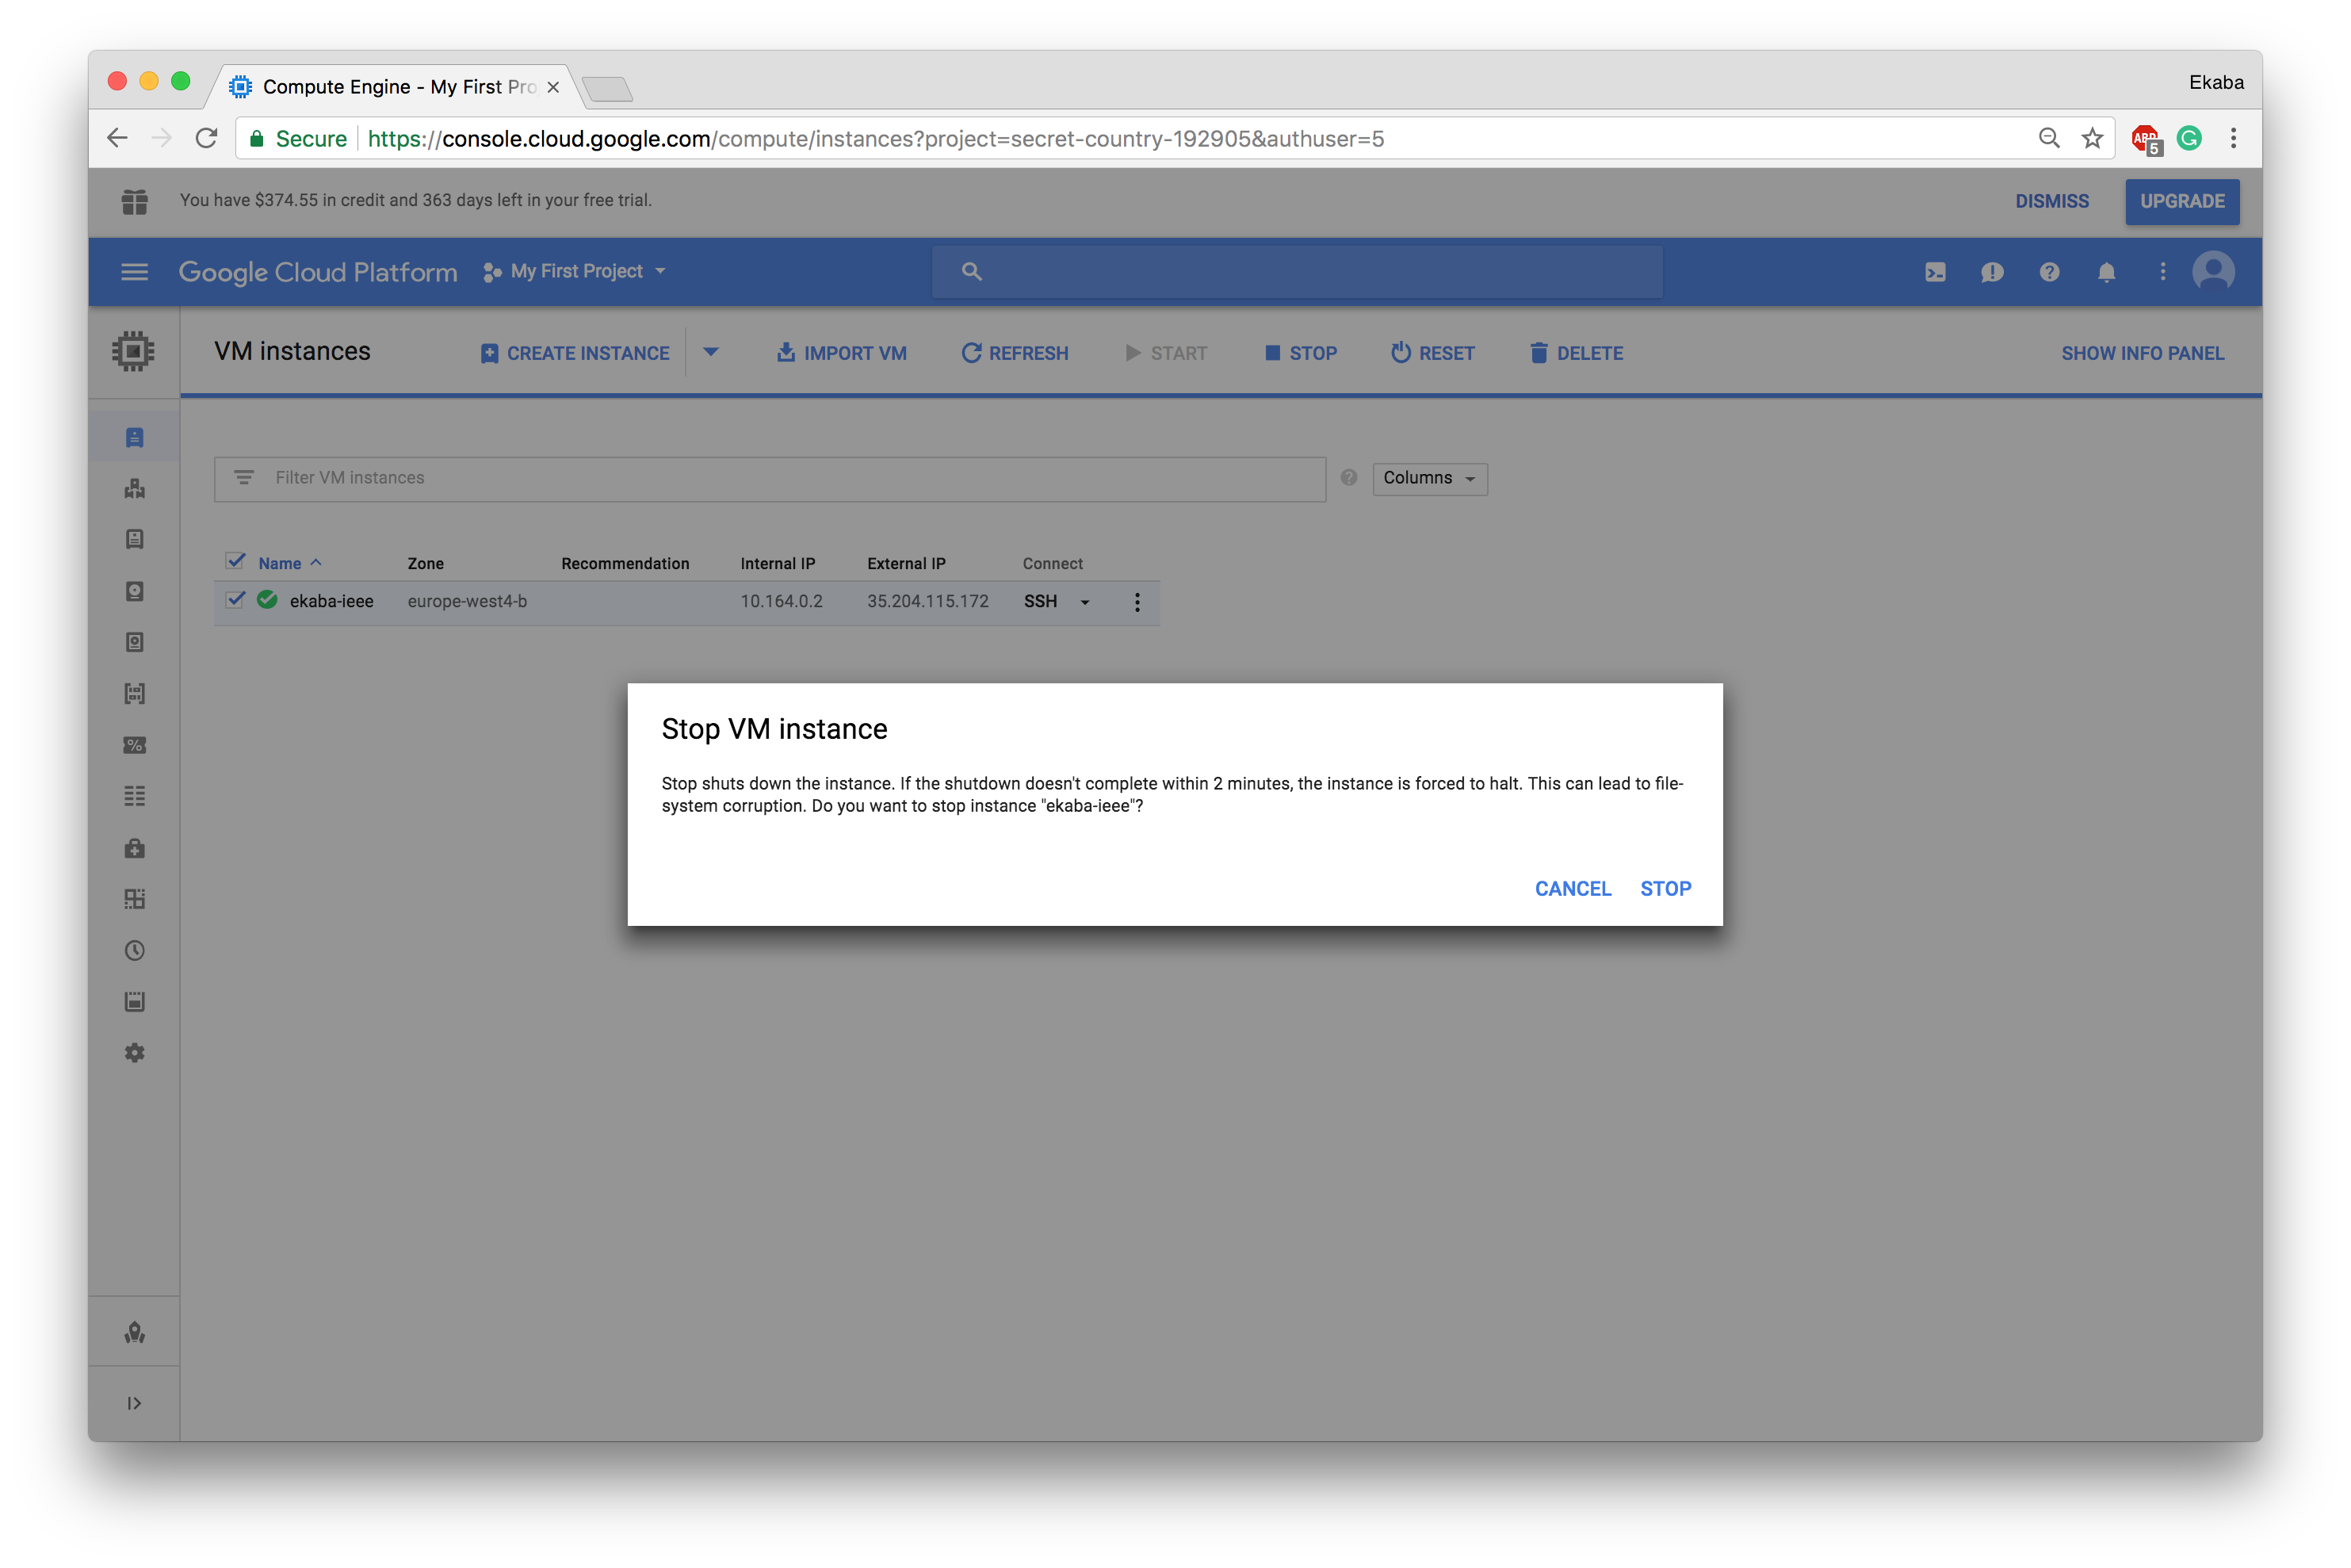 Compute Engine - My First Pro
Ekaba
Secure https://console.cloud.google.com/compute/instances?project=secret-country-192905&authuser=5
ABP 5
You have $374.55 in credit and 363 days left in your free trial.
DISMISS UPGRADE
Google Cloud Platform My First Project
VM instances CREATE INSTANCE IMPORT VM REFRESH START STOP RESET DELETE SHOW INFO PANEL
Filter VM instances Columns
Name Zone Recommendation Internal IP External IP Connect
ekaba-ieee europe-west4-b 10.164.0.2 35.204.115.172 SSH
Stop VM instance
Stop shuts down the instance. If the shutdown doesn't complete within 2 minutes, the instance is forced to halt. This can lead to file-
system corruption. Do you want to stop instance "ekaba-ieee"?
CANCEL STOP